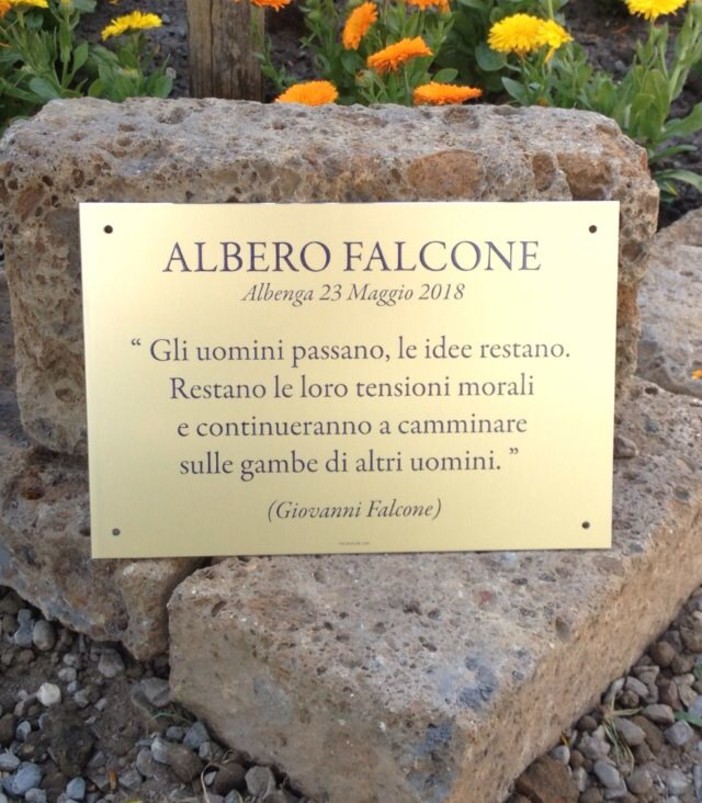 ALBERO FALCONE
Albenga 23 Maggio 2018
“ Gli uomini passano, le idee restano.
Restano le loro tensioni morali
e continueranno a camminare
sulle gambe di altri uomini. ”
(Giovanni Falcone)